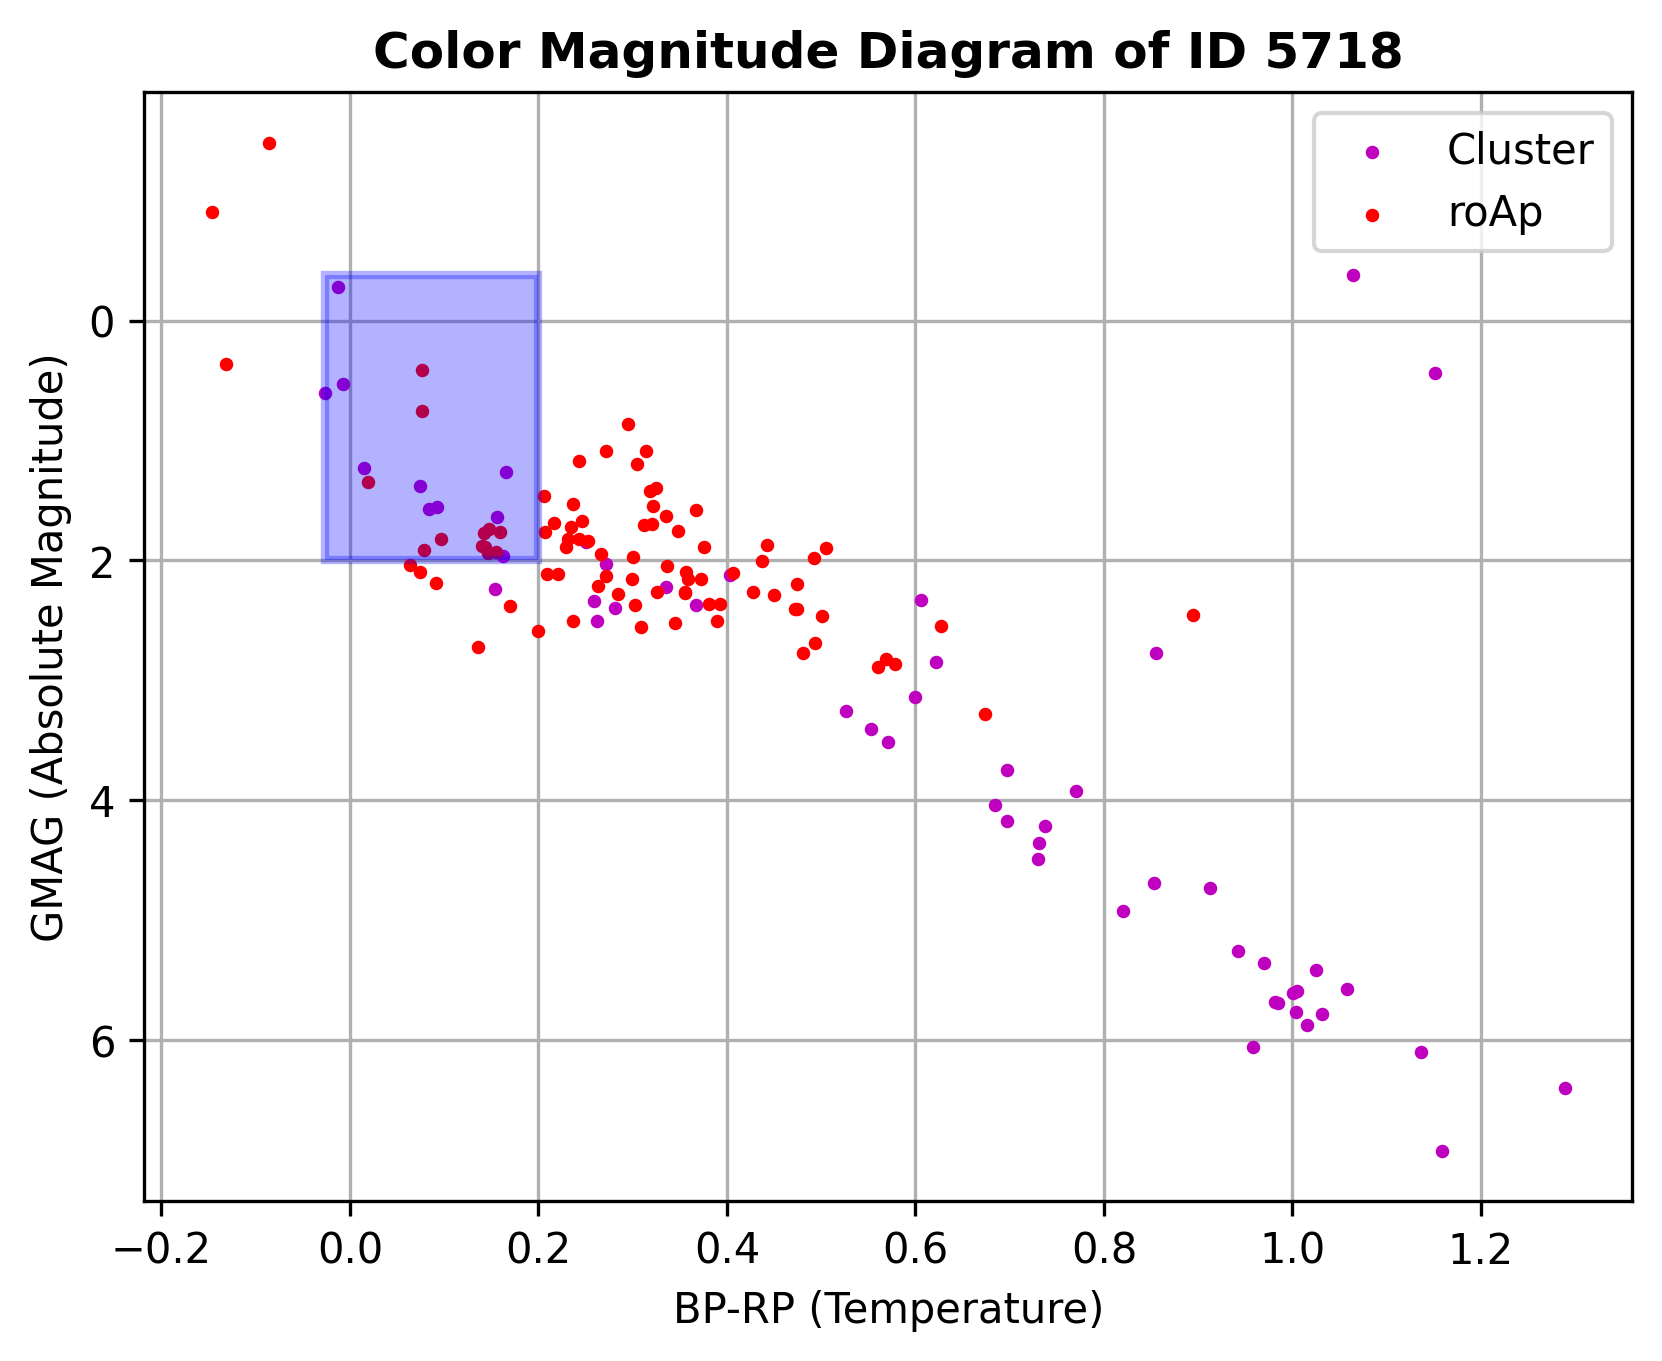 Color Magnitude Diagram of ID 5718
Cluster
roAp
GMAG (Absolute Magnitude)
0
2
4
6
−0.2 0.0 0.2 0.4 0.6 0.8 1.0 1.2
BP-RP (Temperature)